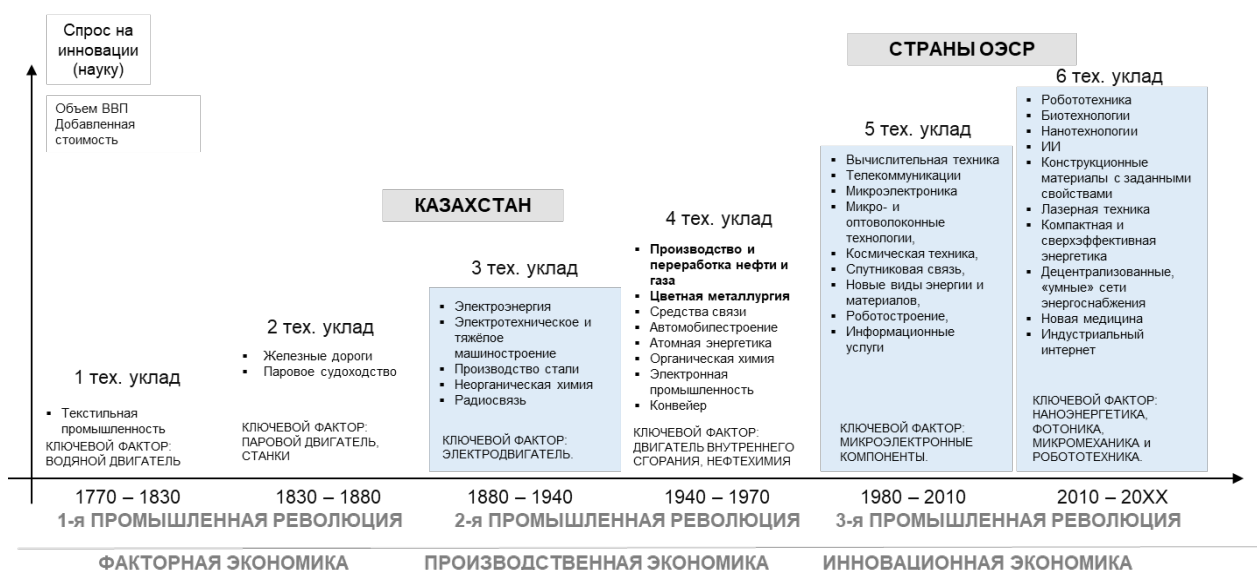 Спрос на
инновации
(науку)
Объем ВВП
Добавленная
стоимость
КАЗАХСТАН
СТРАНЫ ОЭСР
1 тех. уклад
▪ Текстильная
промышленность
КЛЮЧЕВОЙ ФАКТОР:
ВОДЯНОЙ ДВИГАТЕЛЬ
2 тех. уклад
▪ Железные дороги
▪ Паровое судоходство
КЛЮЧЕВОЙ ФАКТОР:
ПАРОВОЙ ДВИГАТЕЛЬ,
СТАНКИ
3 тех. уклад
▪ Электроэнергия
▪ Электротехническое и
тяжёлое
машиностроение
▪ Производство стали
▪ Неорганическая химия
▪ Радиосвязь
КЛЮЧЕВОЙ ФАКТОР:
ЭЛЕКТРОДВИГАТЕЛЬ.
4 тех. уклад
▪ Производство и
переработка нефти и
газа
▪ Цветная металлургия
▪ Средства связи
▪ Автомобилестроение
▪ Атомная энергетика
▪ Органическая химия
▪ Электронная
промышленность
▪ Конвейер
КЛЮЧЕВОЙ ФАКТОР:
ДВИГАТЕЛЬ ВНУТРЕННЕГО
СГОРАНИЯ, НЕФТЕХИМИЯ
5 тех. уклад
▪ Вычислительная техника
▪ Телекоммуникации
▪ Микроэлектроника
▪ Микро- и
оптоволоконные
технологии,
▪ Космическая техника,
▪ Спутниковая связь,
▪ Новые виды энергии и
материалов,
▪ Роботостроение,
▪ Информационные
услуги
КЛЮЧЕВОЙ ФАКТОР:
МИКРОЭЛЕКТРОННЫЕ
КОМПОНЕНТЫ.
6 тех. уклад
▪ Робототехника
▪ Биотехнологии
▪ Нанотехнологии
▪ ИИ
▪ Конструкционные
материалы с заданными
свойствами
▪ Лазерная техника
▪ Компактная и
сверхэффективная
энергетика
▪ Децентрализованные,
«умные» сети
энергоснабжения
▪ Новая медицина
▪ Индустриальный
интернет
КЛЮЧЕВОЙ ФАКТОР:
НАНОЭНЕРГЕТИКА,
ФОТОНИКА,
МИКРОМЕХАНИКА и
РОБОТОТЕХНИКА.
1770 – 1830
1830 – 1880
1880 – 1940
1940 – 1970
1980 – 2010
2010 – 20XX
1-я ПРОМЫШЛЕННАЯ РЕВОЛЮЦИЯ
2-я ПРОМЫШЛЕННАЯ РЕВОЛЮЦИЯ
3-я ПРОМЫШЛЕННАЯ РЕВОЛЮЦИЯ
ФАКТОРНАЯ ЭКОНОМИКА
ПРОИЗВОДСТВЕННАЯ ЭКОНОМИКА
ИННОВАЦИОННАЯ ЭКОНОМИКА